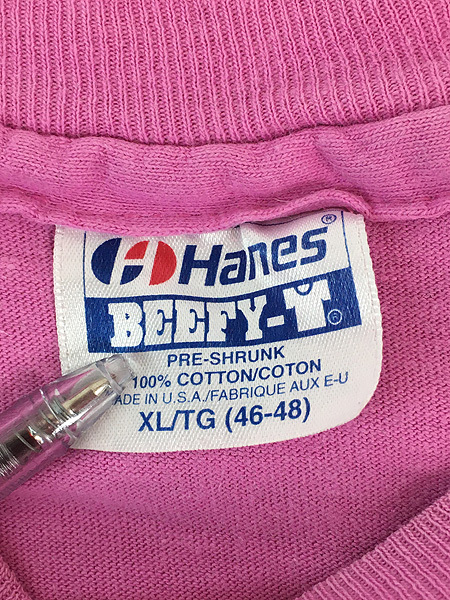 Hanes®
BEEFY-T®
PRE-SHRUNK
100% COTTON/COTON
ADE IN U.S.A./FABRIQUE AUX E-U
XL/TG (46-48)